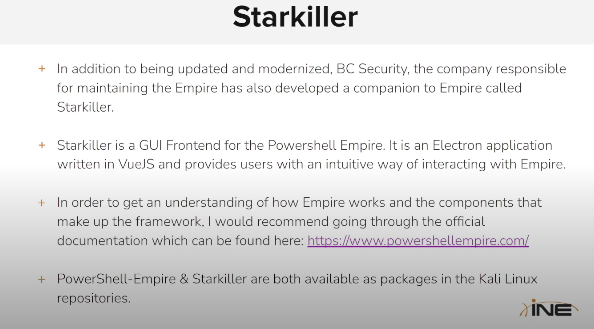 Starkiller
+ In addition to being updated and modernized, BC Security, the company responsible
for maintaining the Empire has also developed a companion to Empire called
Starkiller.
+ Starkiller is a GUI Frontend for the Powershell Empire. It is an Electron application
written in VueJS and provides users with an intuitive way of interacting with Empire.
+ In order to get an understanding of how Empire works and the components that
make up the framework, I would recommend going through the official
documentation which can be found here: https://www.powershellempire.com/
+ PowerShell-Empire & Starkiller are both available as packages in the Kali Linux
repositories.
INE